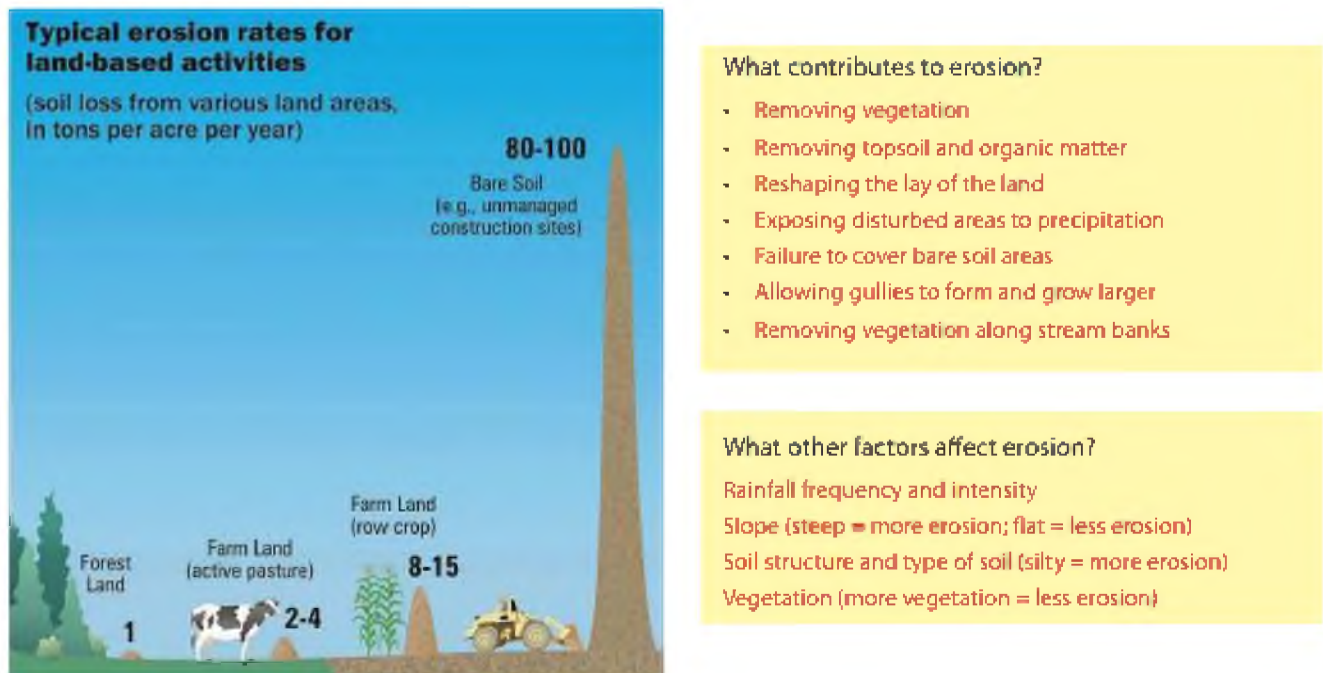 Typical erosion rates for
land-based activities
(soil loss from various land areas,
in tons per acre per year)
80-100
Bare Soil
(e.g., unmanaged
construction sites)
Farm Land
(row crop)
8-15
Farm Land
(active pasture)
2-4
Forest
Land
1
What contributes to erosion?
- Removing vegetation
- Removing topsoil and organic matter
- Reshaping the lay of the land
- Exposing disturbed areas to precipitation
- Failure to cover bare soil areas
- Allowing gullies to form and grow larger
- Removing vegetation along stream banks
What other factors affect erosion?
Rainfall frequency and intensity
Slope (steep = more erosion; flat = less erosion)
Soil structure and type of soil (silty = more erosion)
Vegetation (more vegetation = less erosion)